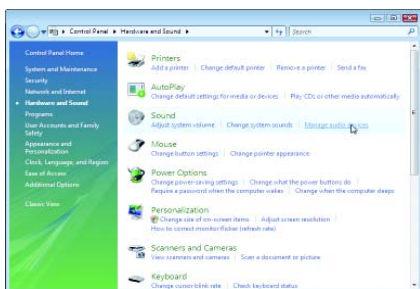 Control Panel ▸ Hardware and Sound ▸
Search
Control Panel Home
System and Maintenance
Security
Network and Internet
Hardware and Sound
Programs
User Accounts and Family
Safety
Appearance and
Personalization
Clock, Language, and Region
Ease of Access
Additional Options
Classic View
Printers
Add a printer | Change default printer | Remove a printer | Send a fax
AutoPlay
Change default settings for media or devices | Play CDs or other media automatically
Sound
Adjust system volume | Change system sounds | Manage audio devices
Mouse
Change button settings | Change pointer appearance
Power Options
Change power-saving settings | Change what the power buttons do
Require a password when the computer wakes | Change when the computer sleeps
Personalization
Change size of on-screen items | Adjust screen resolution
How to correct monitor flicker (refresh rate)
Scanners and Cameras
View scanners and cameras | Scan a document or picture
Keyboard
Change cursor blink rate | Check keyboard status